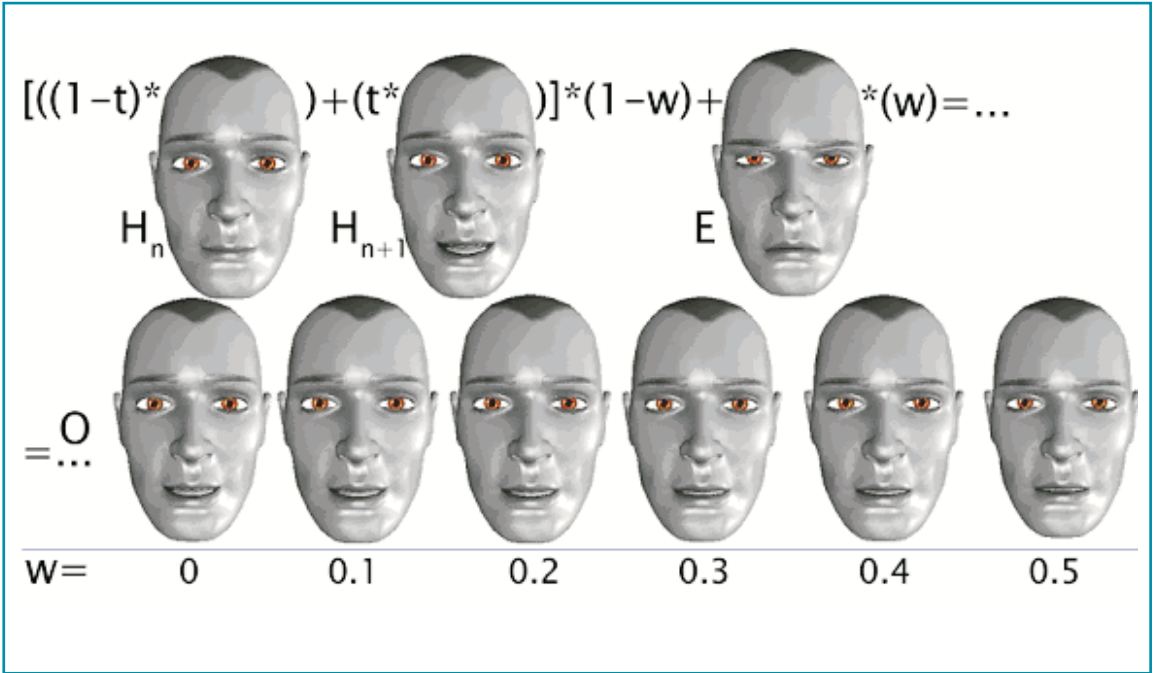 [((1-t)* )+(t* )]*(1-w)+ *(w)=...
Hn Hn+1 E
=O...
w= 0 0.1 0.2 0.3 0.4 0.5